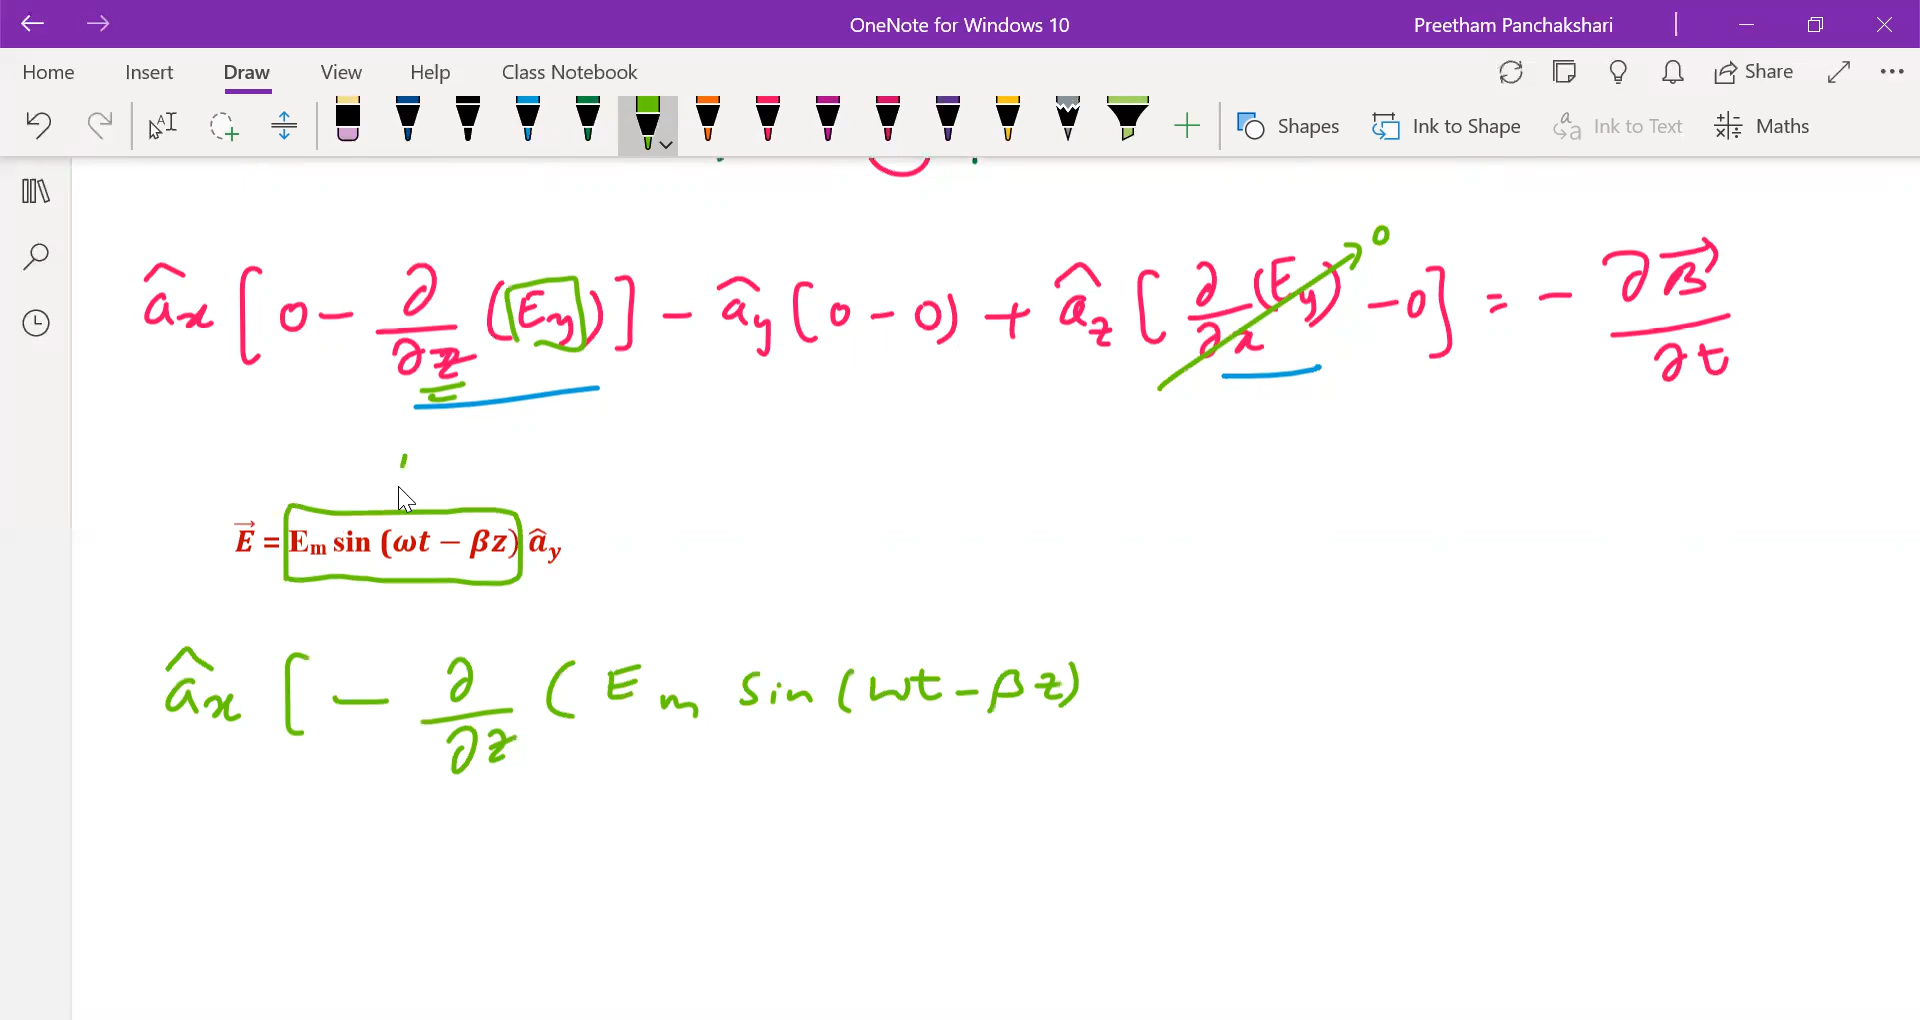 OneNote for Windows 10
Preetham Panchakshari
Home Insert Draw View Help Class Notebook Share
Shapes Ink to Shape Ink to Text Maths
âx [0 − ∂/∂z (Ey)] − ây [0 − 0) + âz [∂/∂x (Ey) − 0] = − ∂B⃗/∂t
0
E⃗ = Em sin (ωt − βz) ây
âx [ − ∂/∂z ( Em Sin (ωt − βz)